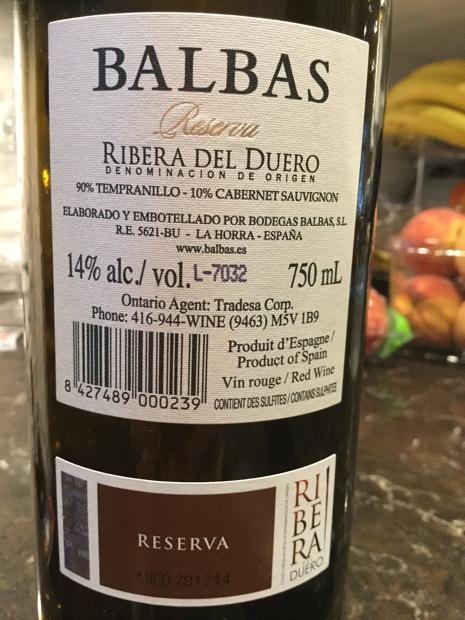 BALBAS
Reserva
RIBERA DEL DUERO
DENOMINACION DE ORIGEN
90% TEMPRANILLO - 10% CABERNET SAUVIGNON
ELABORADO Y EMBOTELLADO POR BODEGAS BALBAS, S.L.
R.E. 5621-BU - LA HORRA - ESPAÑA
www.balbas.es
14% alc./ vol. L-7032 750 mL
Ontario Agent: Tradesa Corp.
Phone: 416-944-WINE (9463) M5V 1B9
Produit d'Espagne /
Product of Spain
Vin rouge / Red Wine
CONTIENT DES SULFITES / CONTAINS SULPHITES
8 427489 000239
RESERVA
RI
BE
RA
DUERO